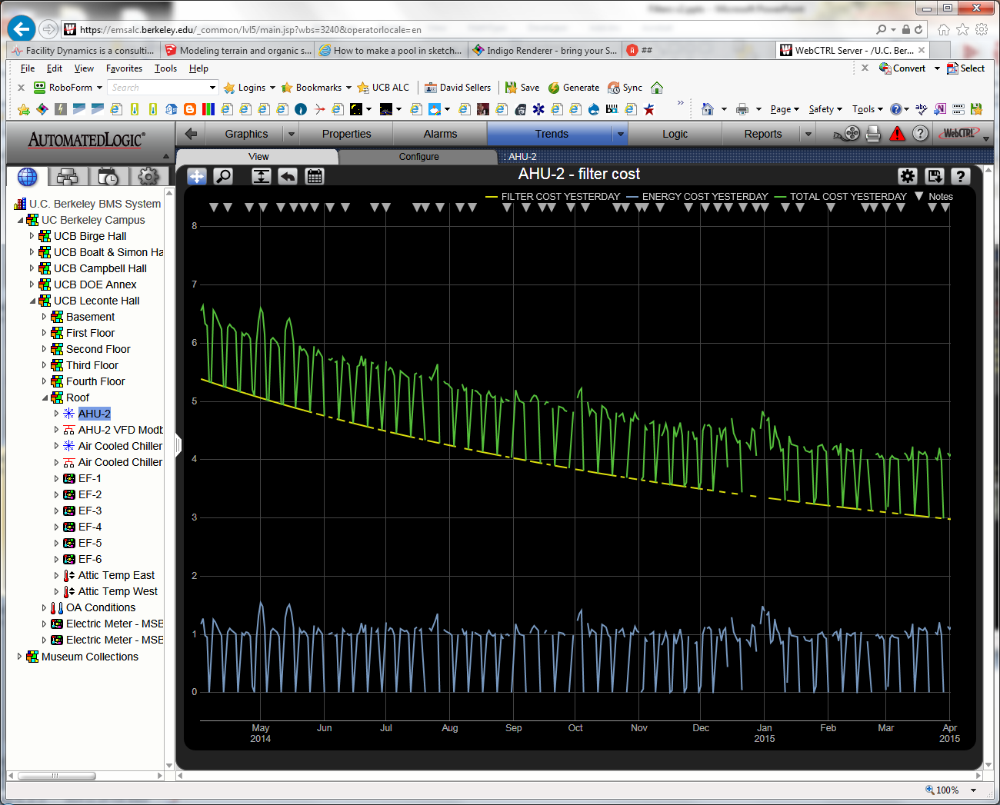 https://emsalc.berkeley.edu/_common/lvl5/main.jsp?wbs=3240&operatorlocale=en
Facility Dynamics is a consulti... Modeling terrain and organic s... How to make a pool in sketch... Indigo Renderer - bring your S... ## WebCTRL Server - /U.C. Ber...
File Edit View Favorites Tools Help Convert Select
RoboForm Search Logins Bookmarks UCB ALC David Sellers Save Generate Sync
Page Safety Tools
AUTOMATEDLOGIC® Graphics Properties Alarms Trends Logic Reports WebCTRL
View Configure : AHU-2
AHU-2 - filter cost
FILTER COST YESTERDAY ENERGY COST YESTERDAY TOTAL COST YESTERDAY Notes
U.C. Berkeley BMS System
UC Berkeley Campus
UCB Birge Hall
UCB Boalt & Simon Ha
UCB Campbell Hall
UCB DOE Annex
UCB Leconte Hall
Basement
First Floor
Second Floor
Third Floor
Fourth Floor
Roof
AHU-2
AHU-2 VFD Modb
Air Cooled Chiller
Air Cooled Chiller
EF-1
EF-2
EF-3
EF-4
EF-5
EF-6
Attic Temp East
Attic Temp West
OA Conditions
Electric Meter - MSB
Electric Meter - MSB
Museum Collections
8
7
6
5
4
3
2
1
0
May Jun Jul Aug Sep Oct Nov Dec Jan Feb Mar Apr
2014 2015 2015
100%